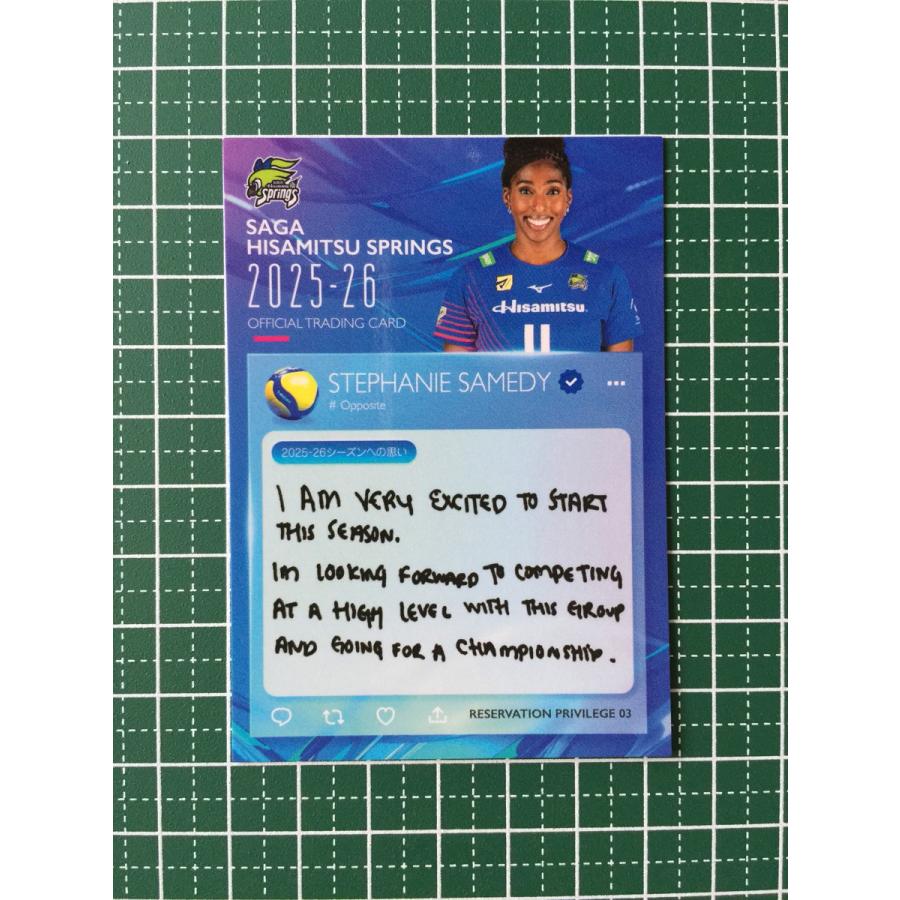 Springs
SAGA
HISAMITSU SPRINGS
2025-26
OFFICIAL TRADING CARD
Hisamitsu
11
STEPHANIE SAMEDY
# Opposite
2025-26シーズンへの思い
I AM VERY EXCITED TO START
THIS SEASON.
IM LOOKING FORWARD TO COMPETING
AT A HIGH LEVEL WITH THIS GROUP
AND GOING FOR A CHAMPIONSHIP.
RESERVATION PRIVILEGE 03